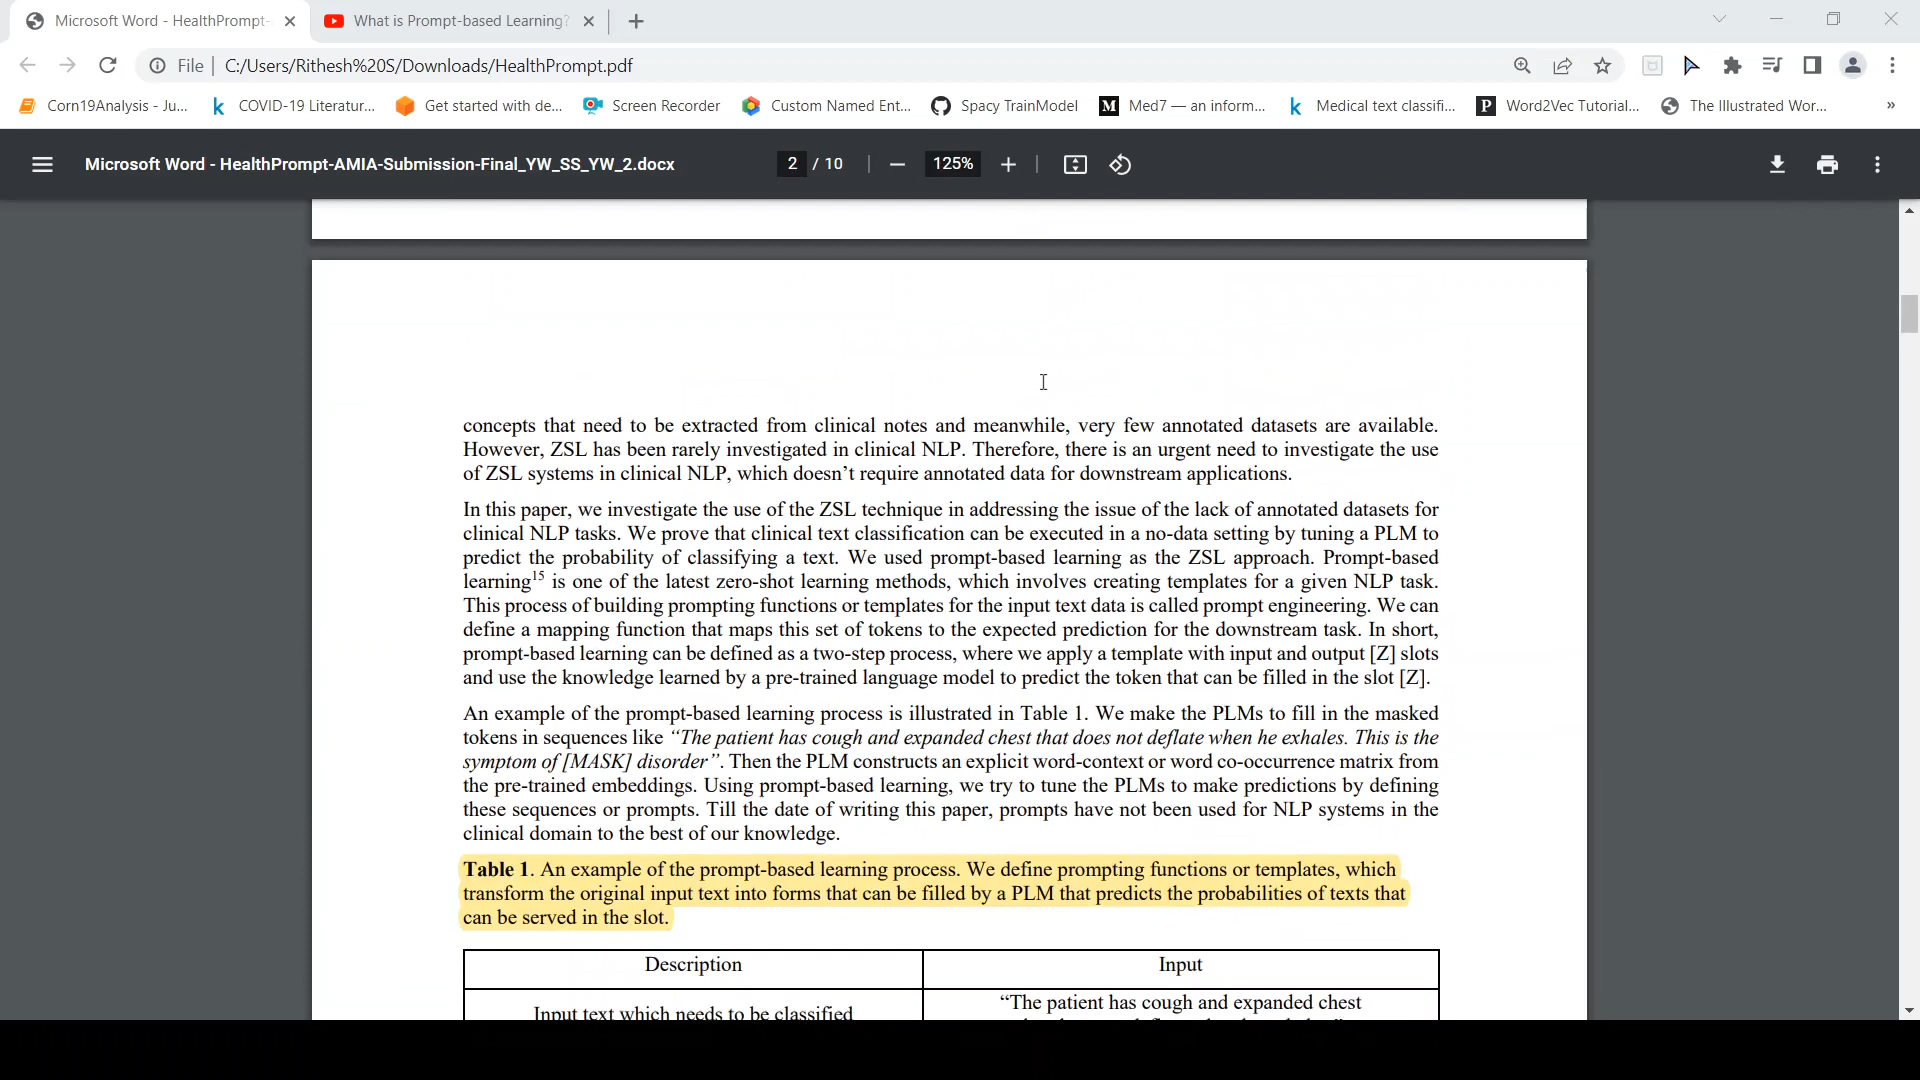 Microsoft Word - HealthPrompt-
What is Prompt-based Learning?
File
C:/Users/Rithesh%20S/Downloads/HealthPrompt.pdf
Corn19Analysis - Ju...
COVID-19 Literatur...
Get started with de...
Screen Recorder
Custom Named Ent...
Spacy TrainModel
Med7 — an inform...
Medical text classifi...
Word2Vec Tutorial...
The Illustrated Wor...
»
Microsoft Word - HealthPrompt-AMIA-Submission-Final_YW_SS_YW_2.docx
2 / 10
125%
concepts that need to be extracted from clinical notes and meanwhile, very few annotated datasets are available.
However, ZSL has been rarely investigated in clinical NLP. Therefore, there is an urgent need to investigate the use
of ZSL systems in clinical NLP, which doesn’t require annotated data for downstream applications.
In this paper, we investigate the use of the ZSL technique in addressing the issue of the lack of annotated datasets for
clinical NLP tasks. We prove that clinical text classification can be executed in a no-data setting by tuning a PLM to
predict the probability of classifying a text. We used prompt-based learning as the ZSL approach. Prompt-based
learning15 is one of the latest zero-shot learning methods, which involves creating templates for a given NLP task.
This process of building prompting functions or templates for the input text data is called prompt engineering. We can
define a mapping function that maps this set of tokens to the expected prediction for the downstream task. In short,
prompt-based learning can be defined as a two-step process, where we apply a template with input and output [Z] slots
and use the knowledge learned by a pre-trained language model to predict the token that can be filled in the slot [Z].
An example of the prompt-based learning process is illustrated in Table 1. We make the PLMs to fill in the masked
tokens in sequences like “The patient has cough and expanded chest that does not deflate when he exhales. This is the
symptom of [MASK] disorder”. Then the PLM constructs an explicit word-context or word co-occurrence matrix from
the pre-trained embeddings. Using prompt-based learning, we try to tune the PLMs to make predictions by defining
these sequences or prompts. Till the date of writing this paper, prompts have not been used for NLP systems in the
clinical domain to the best of our knowledge.
Table 1. An example of the prompt-based learning process. We define prompting functions or templates, which
transform the original input text into forms that can be filled by a PLM that predicts the probabilities of texts that
can be served in the slot.
Description
Input
Input text which needs to be classified
“The patient has cough and expanded chest